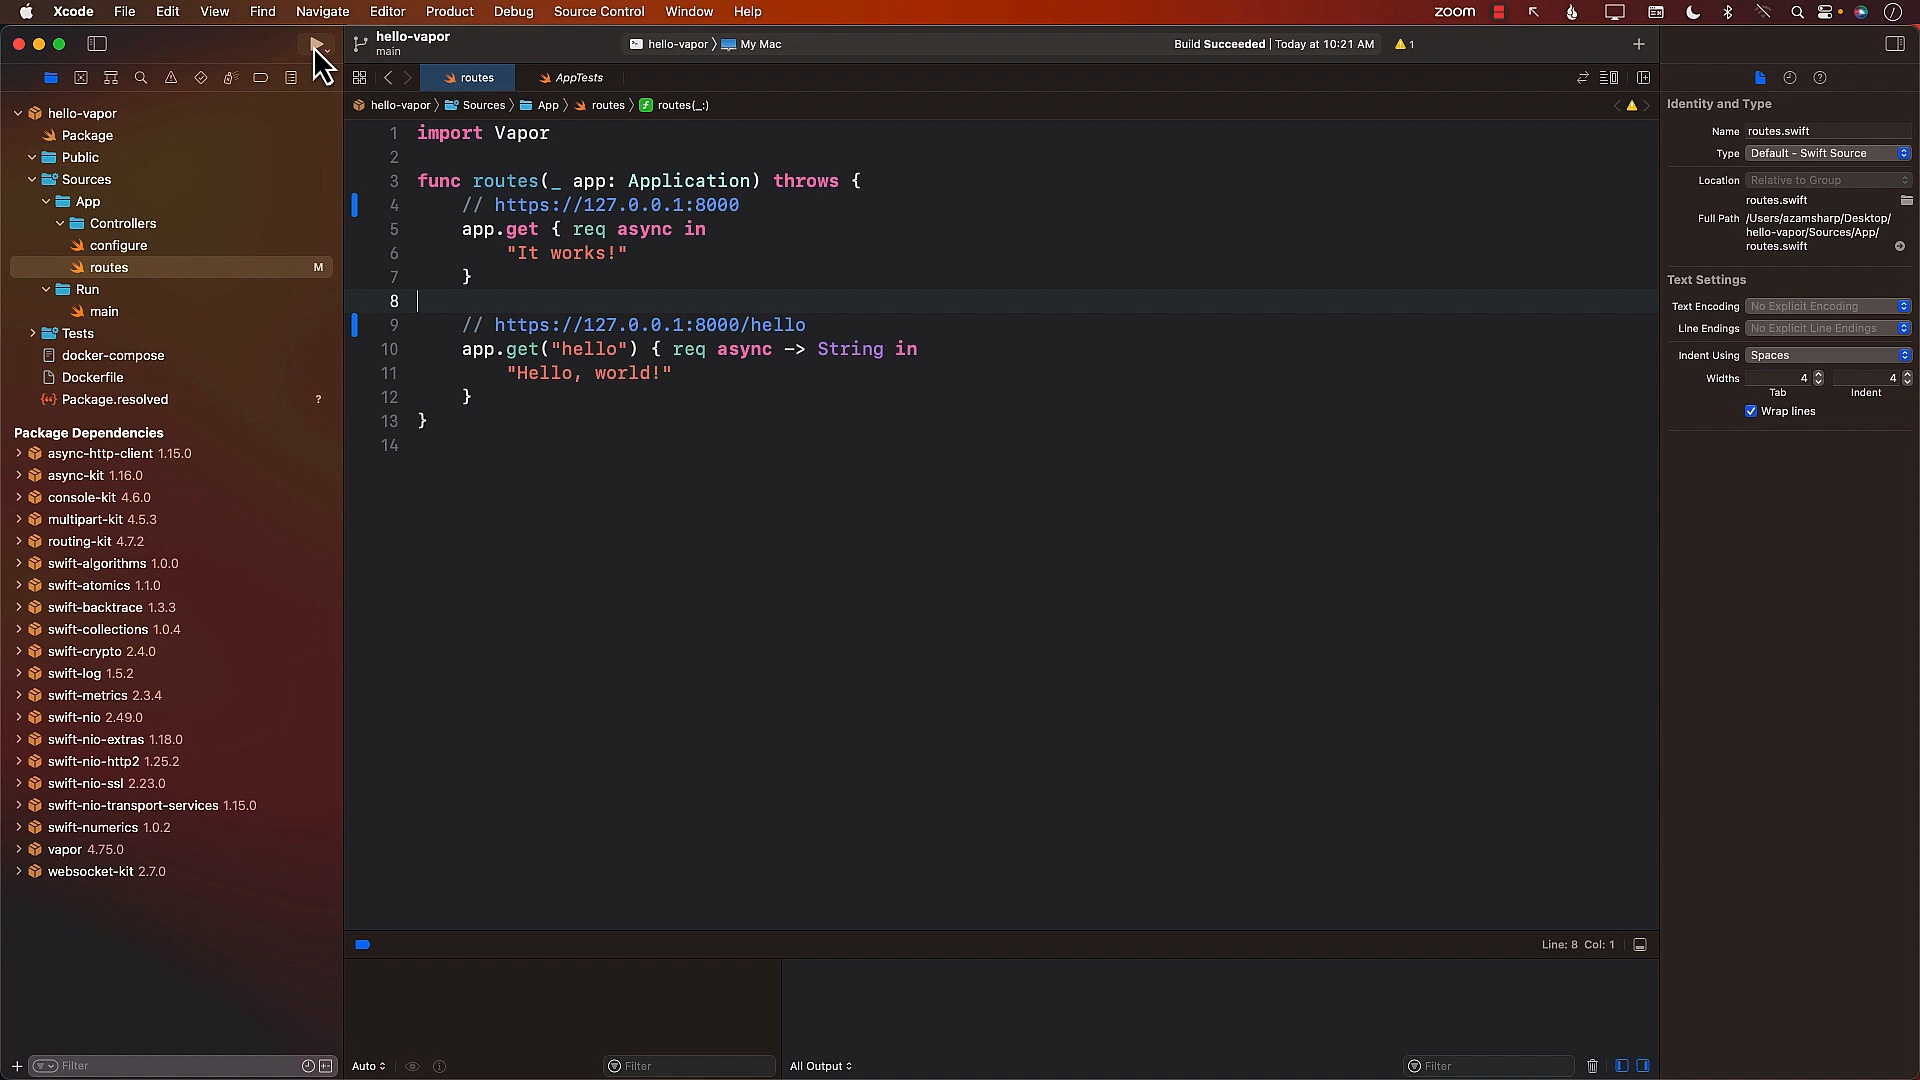 Xcode File Edit View Find Navigate Editor Product Debug Source Control Window Help zoom
hello-vapor
main
hello-vapor My Mac
Build Succeeded | Today at 10:21 AM 1
routes AppTests
hello-vapor Sources App routes routes(_:)
hello-vapor
Package
Public
Sources
App
Controllers
configure
routes M
Run
main
Tests
docker-compose
Dockerfile
Package.resolved ?
Package Dependencies
async-http-client 1.15.0
async-kit 1.16.0
console-kit 4.6.0
multipart-kit 4.5.3
routing-kit 4.7.2
swift-algorithms 1.0.0
swift-atomics 1.1.0
swift-backtrace 1.3.3
swift-collections 1.0.4
swift-crypto 2.4.0
swift-log 1.5.2
swift-metrics 2.3.4
swift-nio 2.49.0
swift-nio-extras 1.18.0
swift-nio-http2 1.25.2
swift-nio-ssl 2.23.0
swift-nio-transport-services 1.15.0
swift-numerics 1.0.2
vapor 4.75.0
websocket-kit 2.7.0
Filter
1 import Vapor
2
3 func routes(_ app: Application) throws {
4 // https://127.0.0.1:8000
5 app.get { req async in
6 "It works!"
7 }
8
9 // https://127.0.0.1:8000/hello
10 app.get("hello") { req async -> String in
11 "Hello, world!"
12 }
13 }
14
Line: 8 Col: 1
Auto Filter
All Output Filter
Identity and Type
Name routes.swift
Type Default - Swift Source
Location Relative to Group
routes.swift
Full Path /Users/azamsharp/Desktop/
hello-vapor/Sources/App/
routes.swift
Text Settings
Text Encoding No Explicit Encoding
Line Endings No Explicit Line Endings
Indent Using Spaces
Widths 4 4
Tab Indent
Wrap lines